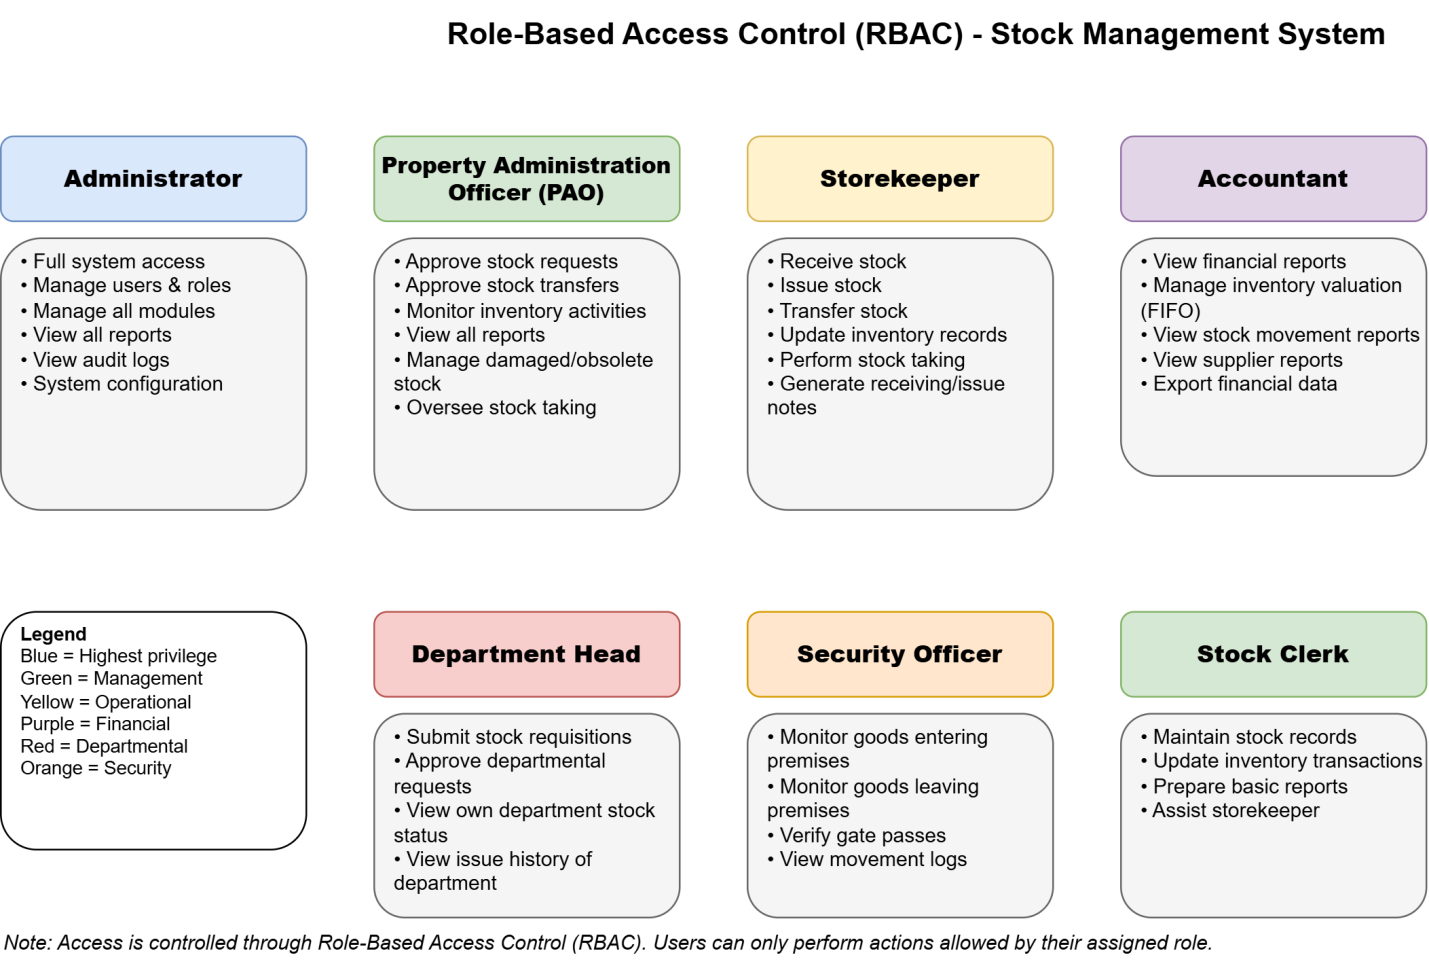 Role-Based Access Control (RBAC) - Stock Management System
Administrator
• Full system access
• Manage users & roles
• Manage all modules
• View all reports
• View audit logs
• System configuration
Property Administration
Officer (PAO)
• Approve stock requests
• Approve stock transfers
• Monitor inventory activities
• View all reports
• Manage damaged/obsolete
stock
• Oversee stock taking
Storekeeper
• Receive stock
• Issue stock
• Transfer stock
• Update inventory records
• Perform stock taking
• Generate receiving/issue
notes
Accountant
• View financial reports
• Manage inventory valuation
(FIFO)
• View stock movement reports
• View supplier reports
• Export financial data
Legend
Blue = Highest privilege
Green = Management
Yellow = Operational
Purple = Financial
Red = Departmental
Orange = Security
Department Head
• Submit stock requisitions
• Approve departmental
requests
• View own department stock
status
• View issue history of
department
Security Officer
• Monitor goods entering
premises
• Monitor goods leaving
premises
• Verify gate passes
• View movement logs
Stock Clerk
• Maintain stock records
• Update inventory transactions
• Prepare basic reports
• Assist storekeeper
Note: Access is controlled through Role-Based Access Control (RBAC). Users can only perform actions allowed by their assigned role.